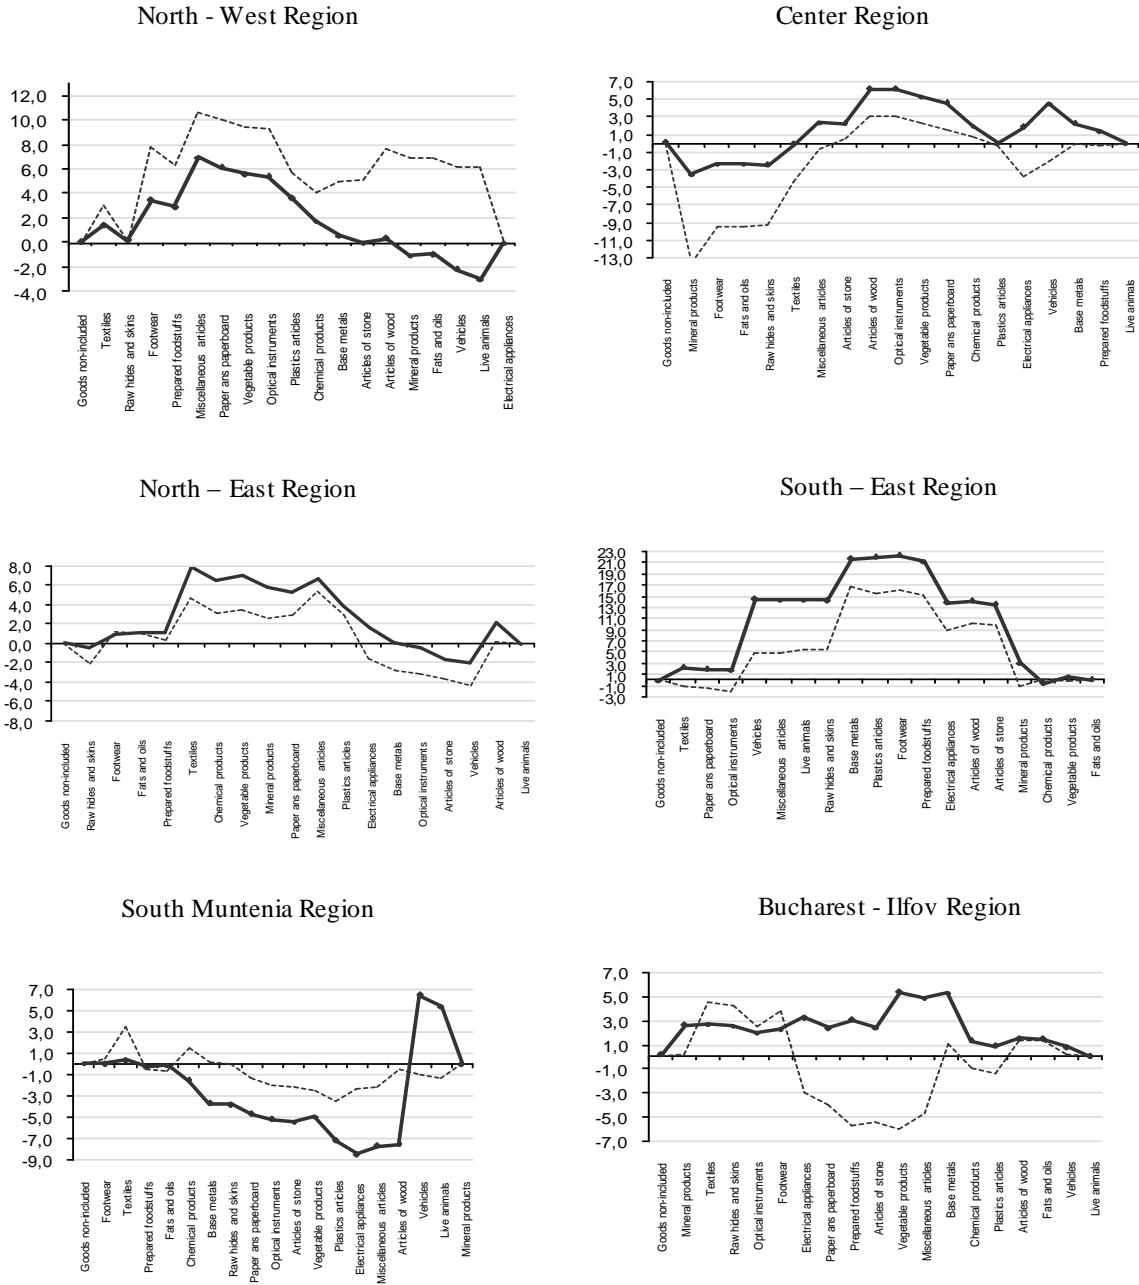 North - West Region
12,0
10,0
8,0
6,0
4,0
2,0
0,0
-2,0
-4,0
Goods non-included
Textiles
Raw hides and skins
Footwear
Prepared foodstuffs
Miscellaneous articles
Paper ans paperboard
Vegetable products
Optical instruments
Plastics articles
Chemical products
Base metals
Articles of stone
Articles of wood
Mineral products
Fats and oils
Vehicles
Live animals
Electrical appliances
Center Region
7,0
5,0
3,0
1,0
-1,0
-3,0
-5,0
-7,0
-9,0
-11,0
-13,0
Goods non-included
Mineral products
Footwear
Fats and oils
Raw hides and skins
Textiles
Miscellaneous articles
Articles of stone
Articles of wood
Optical instruments
Vegetable products
Paper ans paperboard
Chemical products
Plastics articles
Electrical appliances
Vehicles
Base metals
Prepared foodstuffs
Live animals
North – East Region
8,0
6,0
4,0
2,0
0,0
-2,0
-4,0
-6,0
-8,0
Goods non-included
Raw hides and skins
Footwear
Fats and oils
Prepared foodstuffs
Textiles
Chemical products
Vegetable products
Mineral products
Paper ans paperboard
Miscellaneous articles
Plastics articles
Electrical appliances
Base metals
Optical instruments
Articles of stone
Vehicles
Articles of wood
Live animals
South – East Region
23,0
21,0
19,0
17,0
15,0
13,0
11,0
9,0
7,0
5,0
3,0
1,0
-1,0
-3,0
Goods non-included
Textiles
Paper ans paperboard
Optical instruments
Vehicles
Miscellaneous articles
Live animals
Raw hides and skins
Base metals
Plastics articles
Footwear
Prepared foodstuffs
Electrical appliances
Articles of wood
Articles of stone
Mineral products
Chemical products
Vegetable products
Fats and oils
South Muntenia Region
7,0
5,0
3,0
1,0
-1,0
-3,0
-5,0
-7,0
-9,0
Goods non-included
Footwear
Textiles
Prepared foodstuffs
Fats and oils
Chemical products
Base metals
Raw hides and skins
Paper ans paperboard
Optical instruments
Articles of stone
Vegetable products
Plastics articles
Electrical appliances
Miscellaneous articles
Articles of wood
Vehicles
Live animals
Mineral products
Bucharest - Ilfov Region
7,0
5,0
3,0
1,0
-1,0
-3,0
-5,0
-7,0
Goods non-included
Mineral products
Textiles
Raw hides and skins
Optical instruments
Footwear
Electrical appliances
Paper ans paperboard
Prepared foodstuffs
Articles of stone
Vegetable products
Miscellaneous articles
Base metals
Chemical products
Plastics articles
Articles of wood
Fats and oils
Vehicles
Live animals